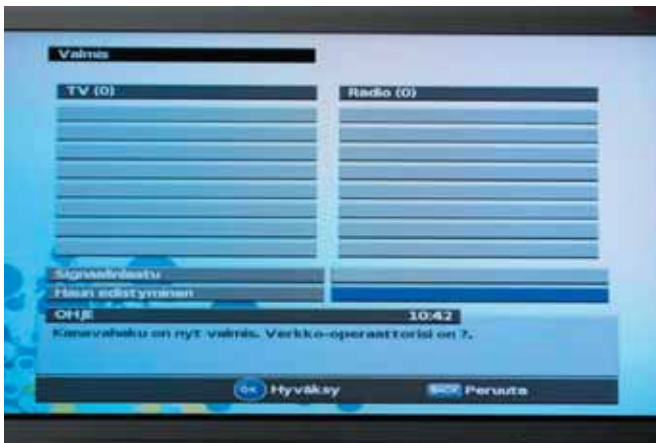 Valmis
TV (0)
Radio (0)
Signaalinlaatu
Haun edistyminen
OHJE 10:42
Kanavahaku on nyt valmis. Verkko-operaattorisi on ?.
OK Hyväksy BACK Peruuta